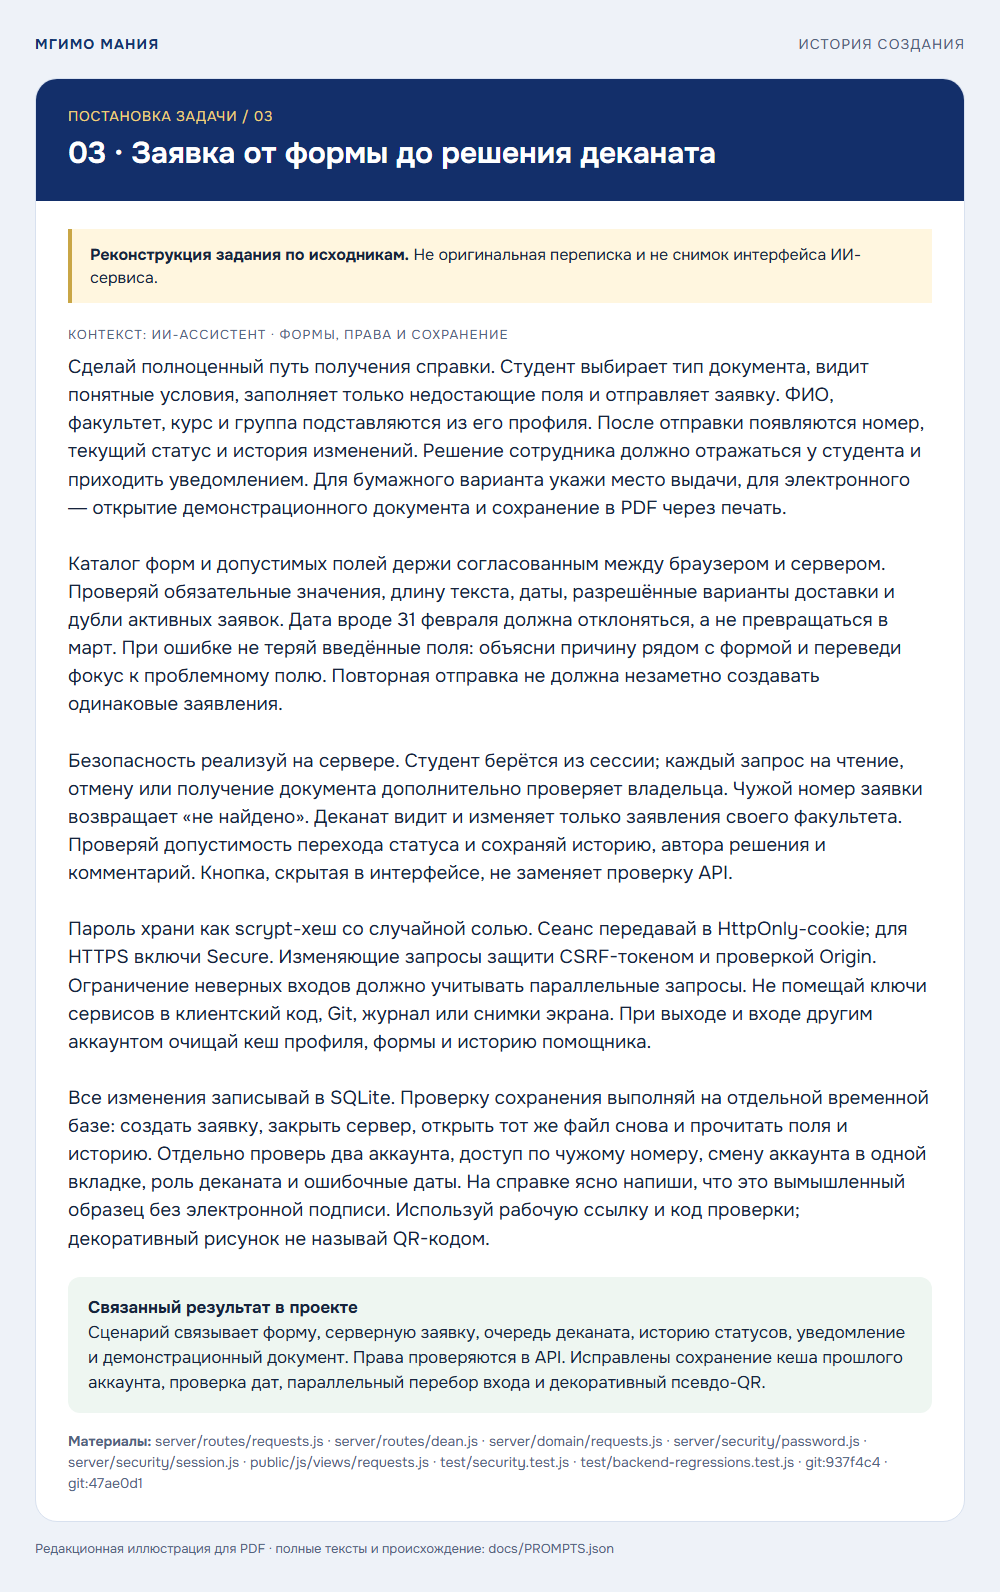 МГИМО МАНИЯ
ИСТОРИЯ СОЗДАНИЯ
ПОСТАНОВКА ЗАДАЧИ / 03
03 · Заявка от формы до решения деканата
Реконструкция задания по исходникам. Не оригинальная переписка и не снимок интерфейса ИИ-
сервиса.
КОНТЕКСТ: ИИ-АССИСТЕНТ · ФОРМЫ, ПРАВА И СОХРАНЕНИЕ
Сделай полноценный путь получения справки. Студент выбирает тип документа, видит
понятные условия, заполняет только недостающие поля и отправляет заявку. ФИО,
факультет, курс и группа подставляются из его профиля. После отправки появляются номер,
текущий статус и история изменений. Решение сотрудника должно отражаться у студента и
приходить уведомлением. Для бумажного варианта укажи место выдачи, для электронного
— открытие демонстрационного документа и сохранение в PDF через печать.
Каталог форм и допустимых полей держи согласованным между браузером и сервером.
Проверяй обязательные значения, длину текста, даты, разрешённые варианты доставки и
дубли активных заявок. Дата вроде 31 февраля должна отклоняться, а не превращаться в
март. При ошибке не теряй введённые поля: объясни причину рядом с формой и переведи
фокус к проблемному полю. Повторная отправка не должна незаметно создавать
одинаковые заявления.
Безопасность реализуй на сервере. Студент берётся из сессии; каждый запрос на чтение,
отмену или получение документа дополнительно проверяет владельца. Чужой номер заявки
возвращает «не найдено». Деканат видит и изменяет только заявления своего факультета.
Проверяй допустимость перехода статуса и сохраняй историю, автора решения и
комментарий. Кнопка, скрытая в интерфейсе, не заменяет проверку API.
Пароль храни как scrypt-хеш со случайной солью. Сеанс передавай в HttpOnly-cookie; для
HTTPS включи Secure. Изменяющие запросы защити CSRF-токеном и проверкой Origin.
Ограничение неверных входов должно учитывать параллельные запросы. Не помещай ключи
сервисов в клиентский код, Git, журнал или снимки экрана. При выходе и входе другим
аккаунтом очищай кеш профиля, формы и историю помощника.
Все изменения записывай в SQLite. Проверку сохранения выполняй на отдельной временной
базе: создать заявку, закрыть сервер, открыть тот же файл снова и прочитать поля и
историю. Отдельно проверь два аккаунта, доступ по чужому номеру, смену аккаунта в одной
вкладке, роль деканата и ошибочные даты. На справке ясно напиши, что это вымышленный
образец без электронной подписи. Используй рабочую ссылку и код проверки;
декоративный рисунок не называй QR-кодом.
Связанный результат в проекте
Сценарий связывает форму, серверную заявку, очередь деканата, историю статусов, уведомление
и демонстрационный документ. Права проверяются в API. Исправлены сохранение кеша прошлого
аккаунта, проверка дат, параллельный перебор входа и декоративный псевдо-QR.
Материалы: server/routes/requests.js · server/routes/dean.js · server/domain/requests.js · server/security/password.js ·
server/security/session.js · public/js/views/requests.js · test/security.test.js · test/backend-regressions.test.js · git:937f4c4 ·
git:47ae0d1
Редакционная иллюстрация для PDF · полные тексты и происхождение: docs/PROMPTS.json